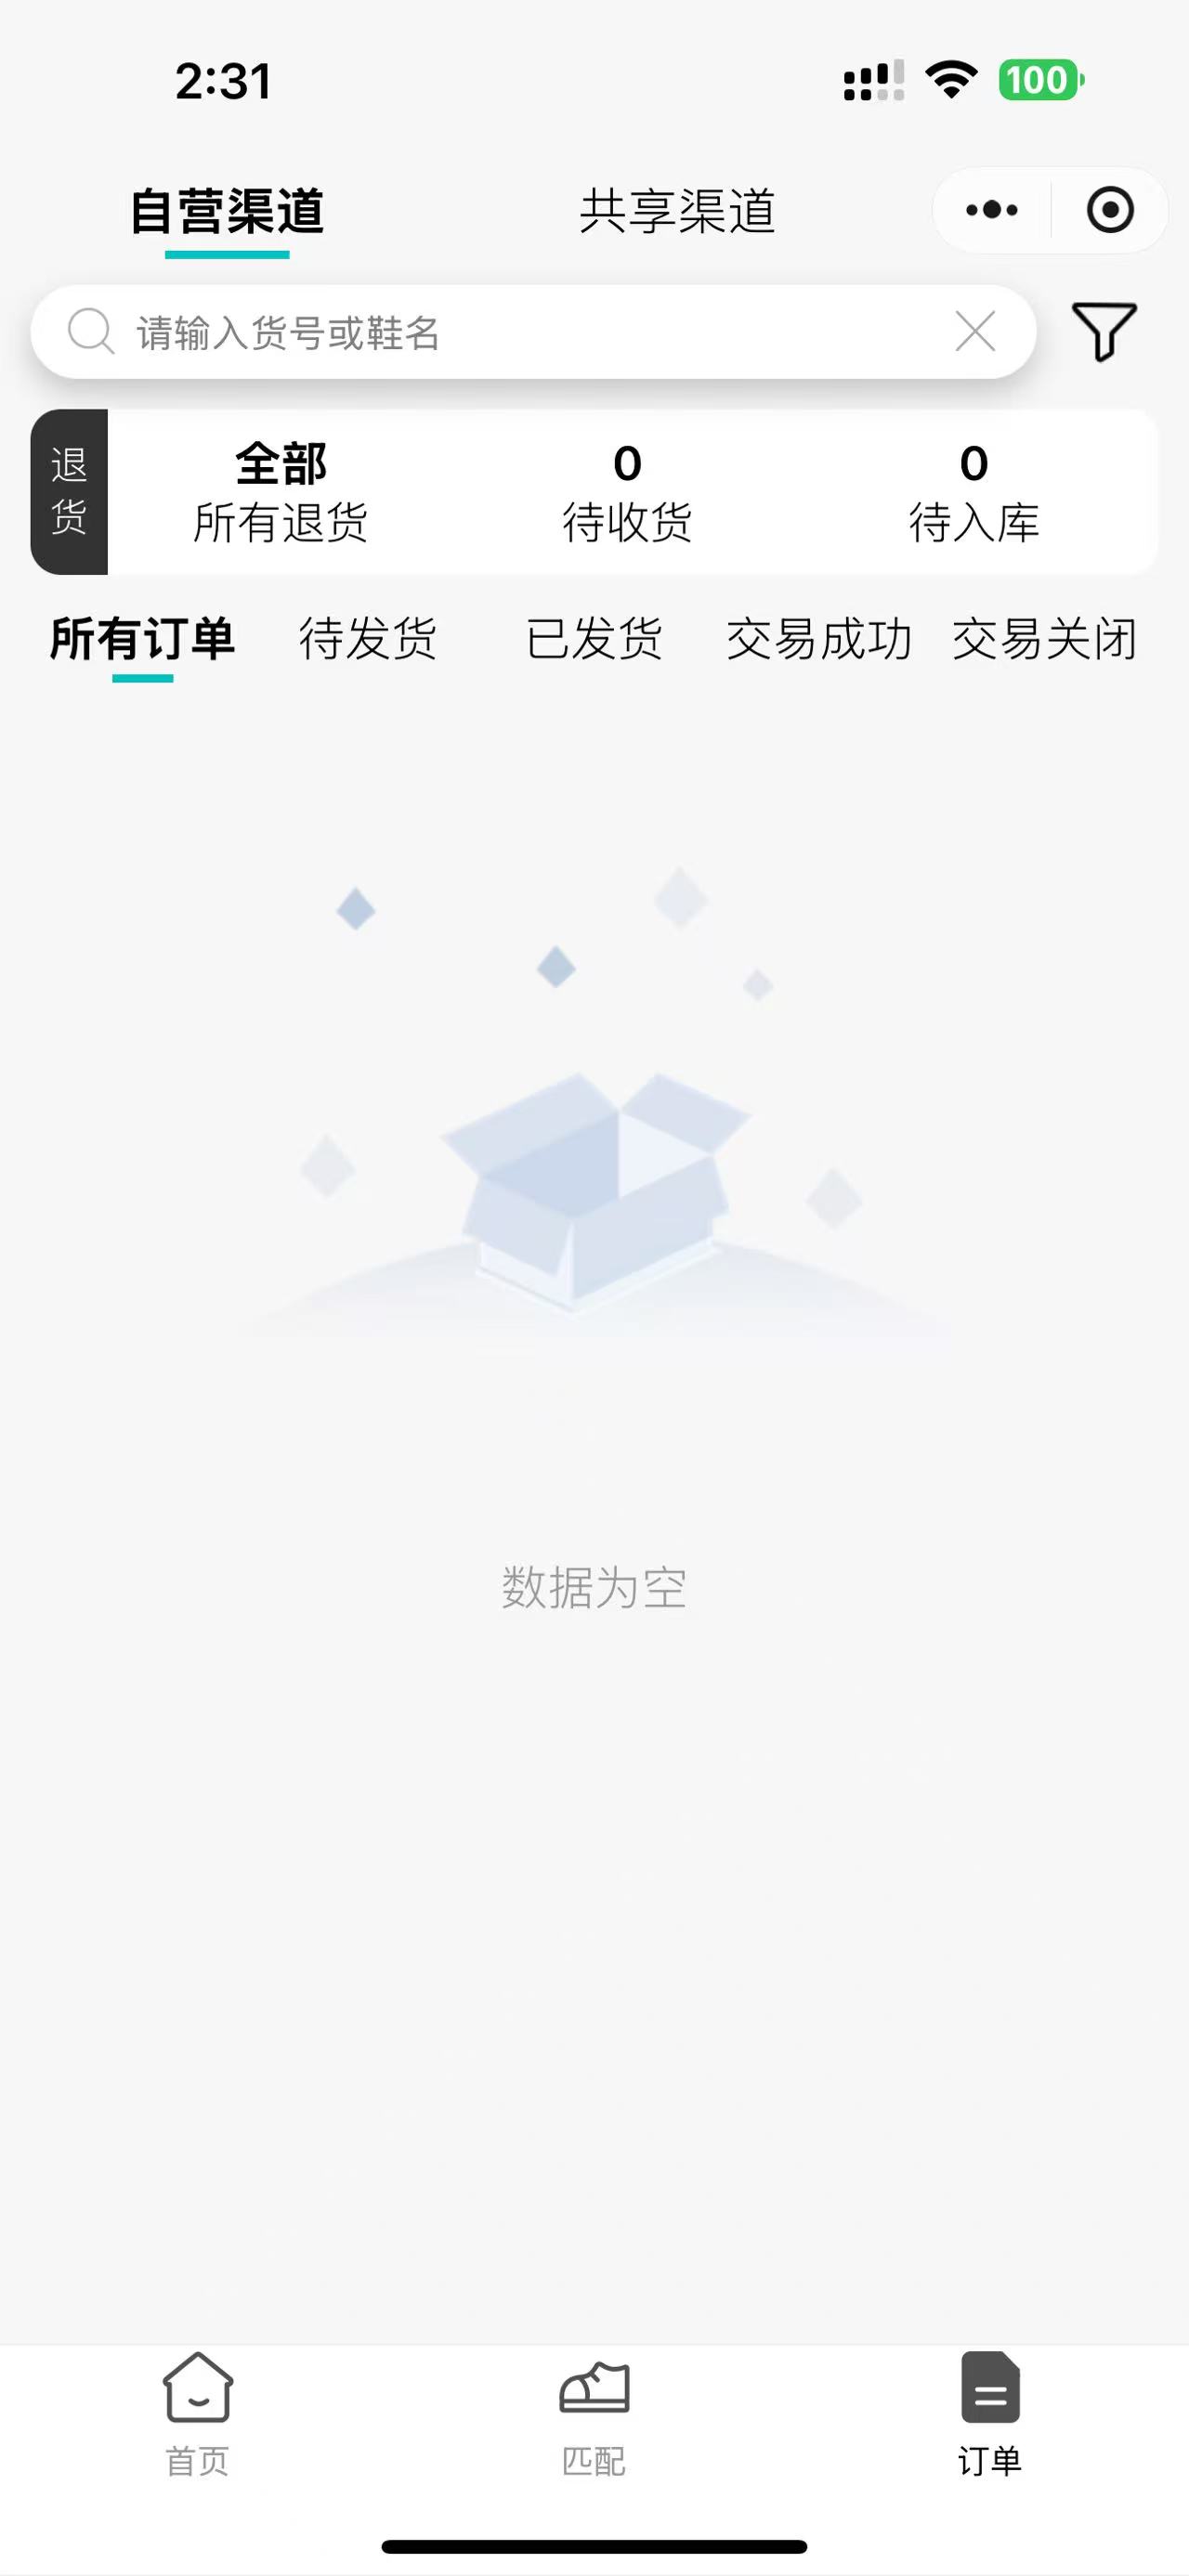 2:31
100
自营渠道 共享渠道
请输入货号或鞋名
退货
全部 0 0
所有退货 待收货 待入库
所有订单 待发货 已发货 交易成功 交易关闭
数据为空
首页 匹配 订单